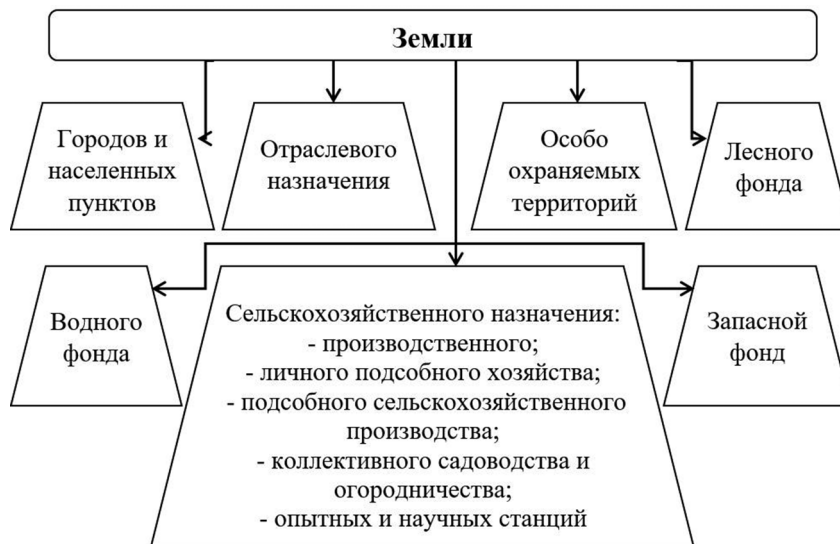 Земли
Городов и
населенных
пунктов
Отраслевого
назначения
Особо
охраняемых
территорий
Лесного
фонда
Водного
фонда
Сельскохозяйственного назначения:
- производственного;
- личного подсобного хозяйства;
- подсобного сельскохозяйственного
производства;
- коллективного садоводства и
огородничества;
- опытных и научных станций
Запасной
фонд